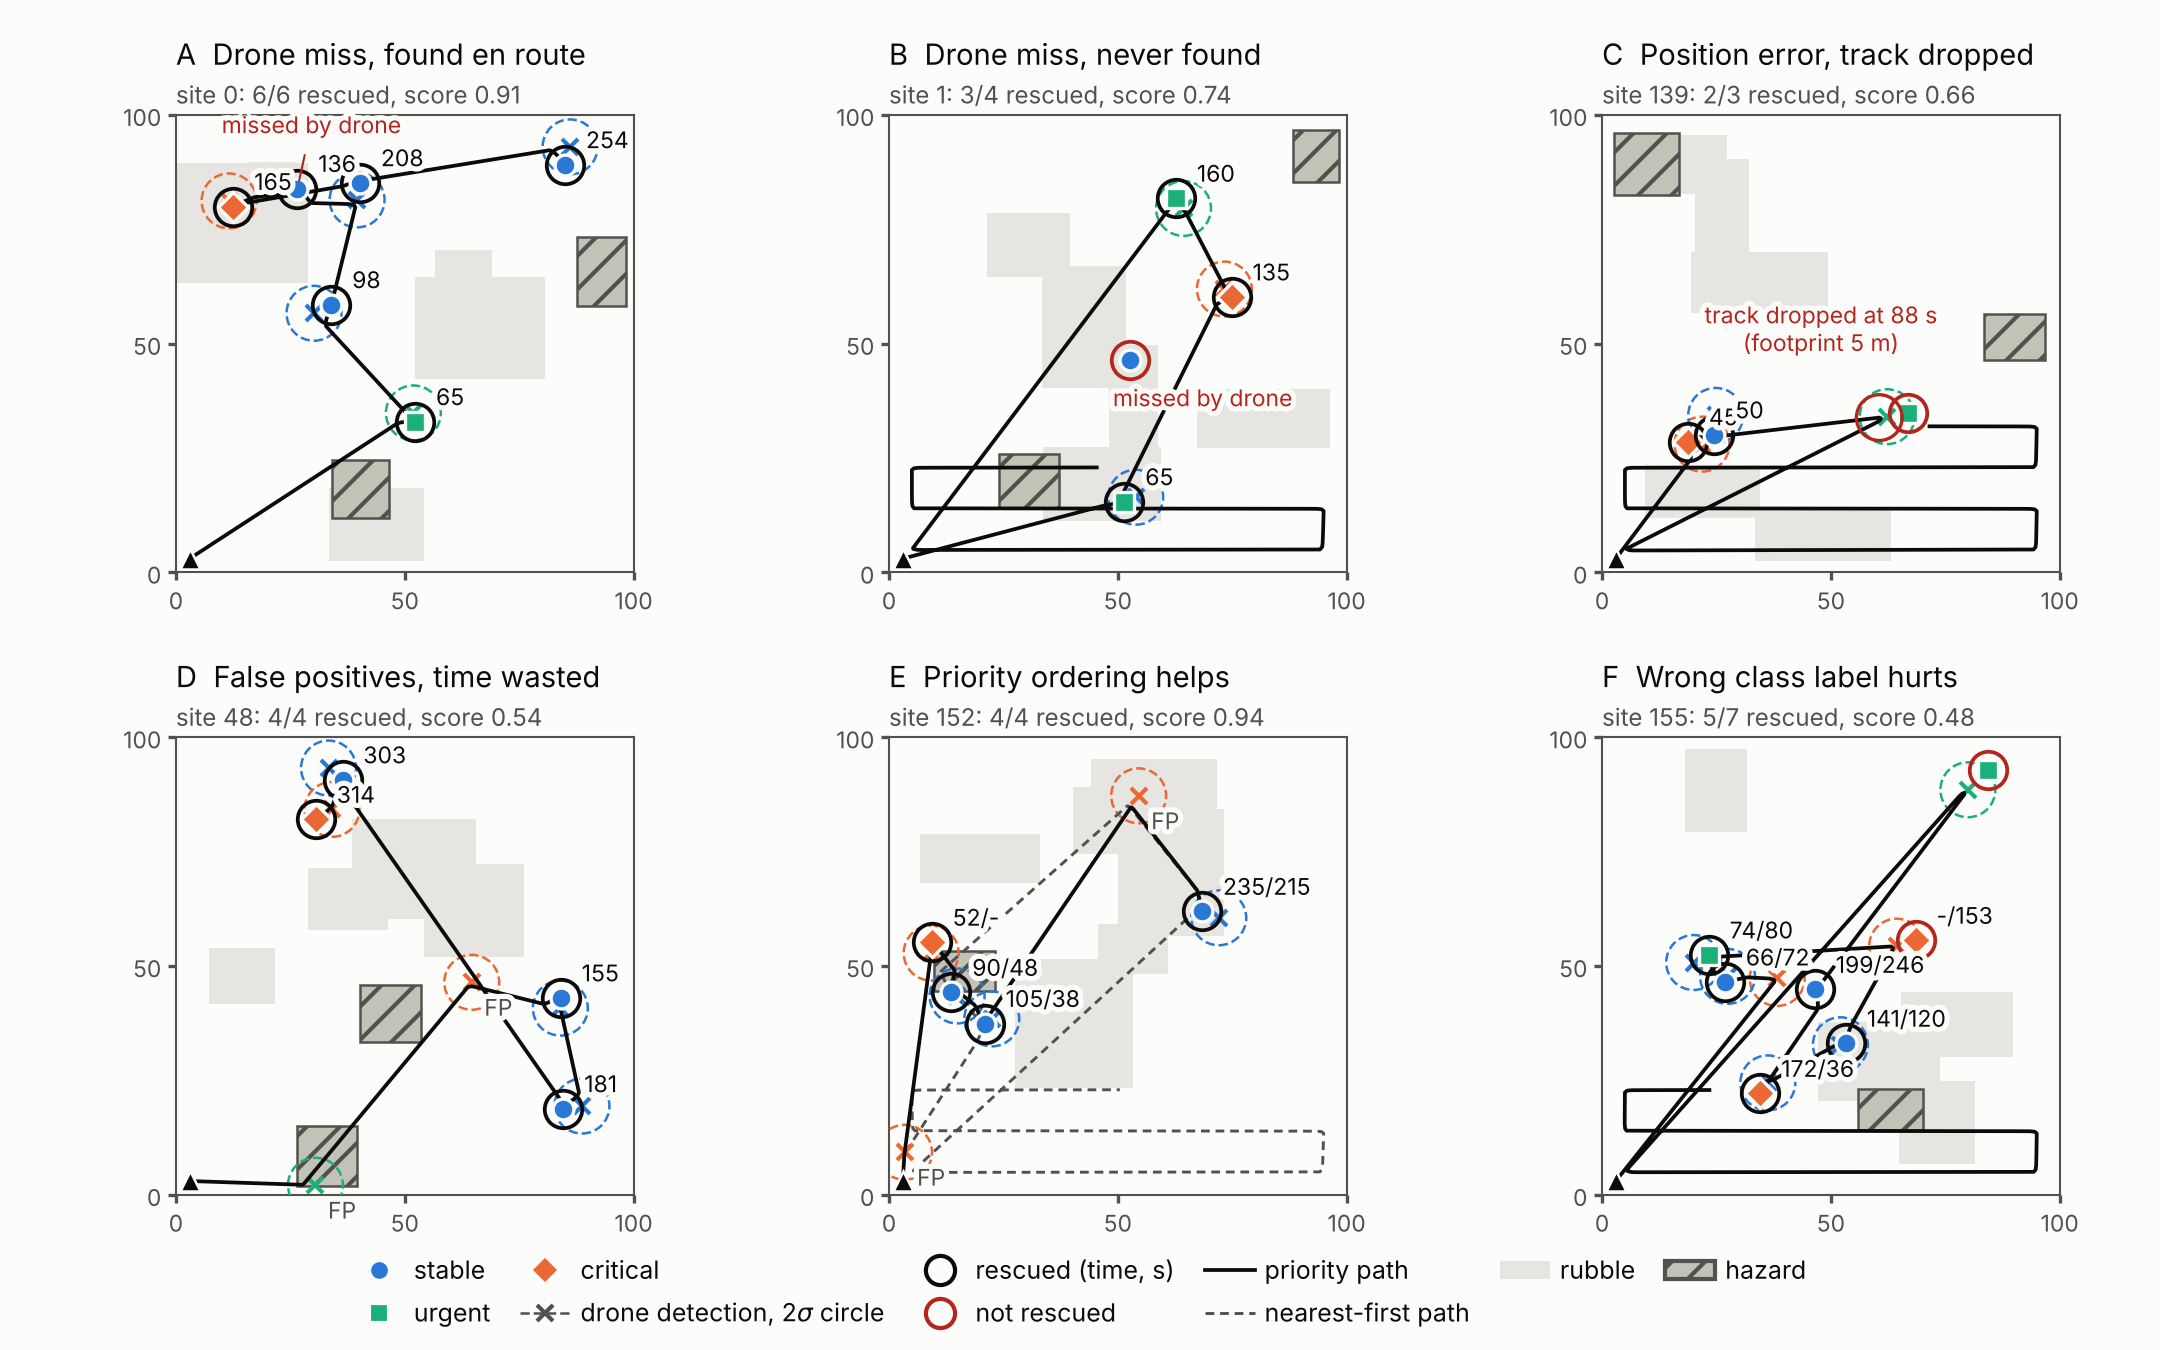 A Drone miss, found en route
site 0: 6/6 rescued, score 0.91
100
50
0
0
50
100
missed by drone
254
208
136
165
98
65
B Drone miss, never found
site 1: 3/4 rescued, score 0.74
100
50
0
0
50
100
160
135
missed by drone
65
C Position error, track dropped
site 139: 2/3 rescued, score 0.66
100
50
0
0
50
100
track dropped at 88 s
(footprint 5 m)
45
50
D False positives, time wasted
site 48: 4/4 rescued, score 0.54
100
50
0
0
50
100
303
314
155
FP
181
FP
E Priority ordering helps
site 152: 4/4 rescued, score 0.94
100
50
0
0
50
100
FP
235/215
52/-
90/48
105/38
FP
F Wrong class label hurts
site 155: 5/7 rescued, score 0.48
100
50
0
0
50
100
-/153
74/80
66/72
199/246
141/120
172/36
stable
critical
rescued (time, s)
priority path
rubble
hazard
urgent
drone detection, 2σ circle
not rescued
nearest-first path